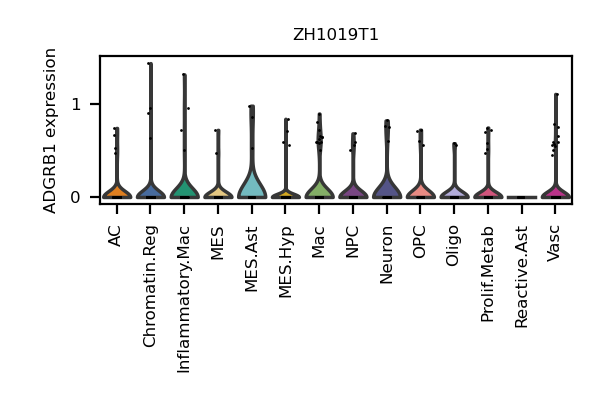 ZH1019T1
ADGRB1 expression
1
0
AC
Chromatin.Reg
Inflammatory.Mac
MES
MES.Ast
MES.Hyp
Mac
NPC
Neuron
OPC
Oligo
Prolif.Metab
Reactive.Ast
Vasc